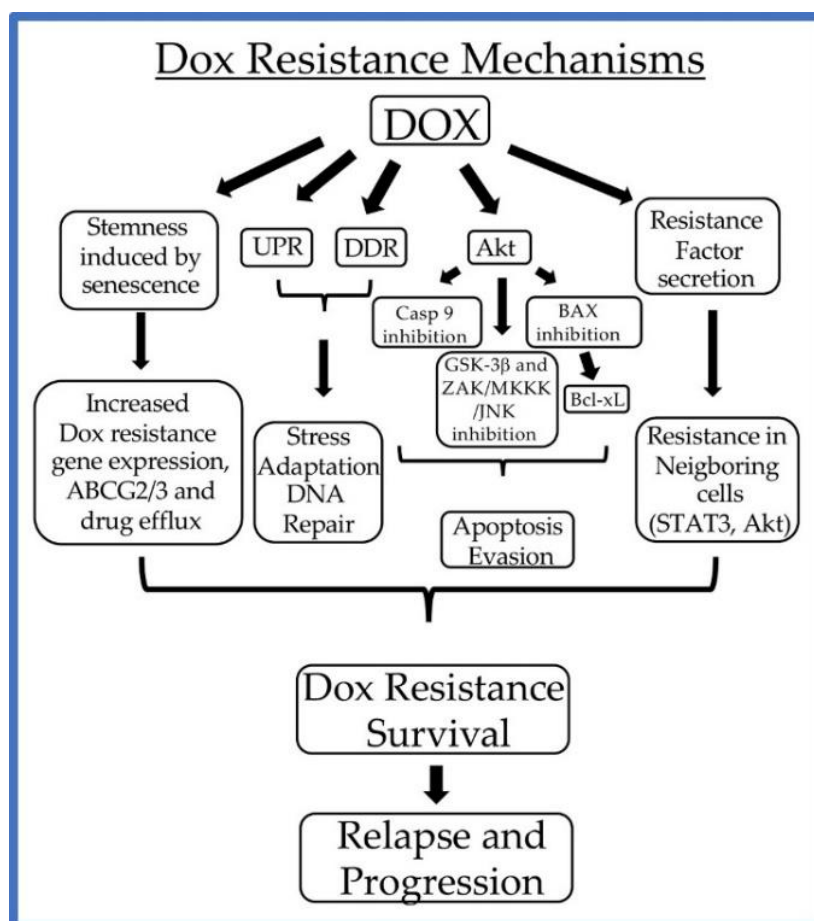 Dox Resistance Mechanisms
DOX
Stemness
induced by
senescence
UPR
DDR
Akt
Resistance
Factor
secretion
Casp 9
inhibition
BAX
inhibition
GSK-3β and
ZAK/MKKK
/JNK
inhibition
Bcl-xL
Increased
Dox resistance
gene expression,
ABCG2/3 and
drug efflux
Stress
Adaptation
DNA
Repair
Apoptosis
Evasion
Resistance in
Neigboring
cells
(STAT3, Akt)
Dox Resistance
Survival
Relapse and
Progression